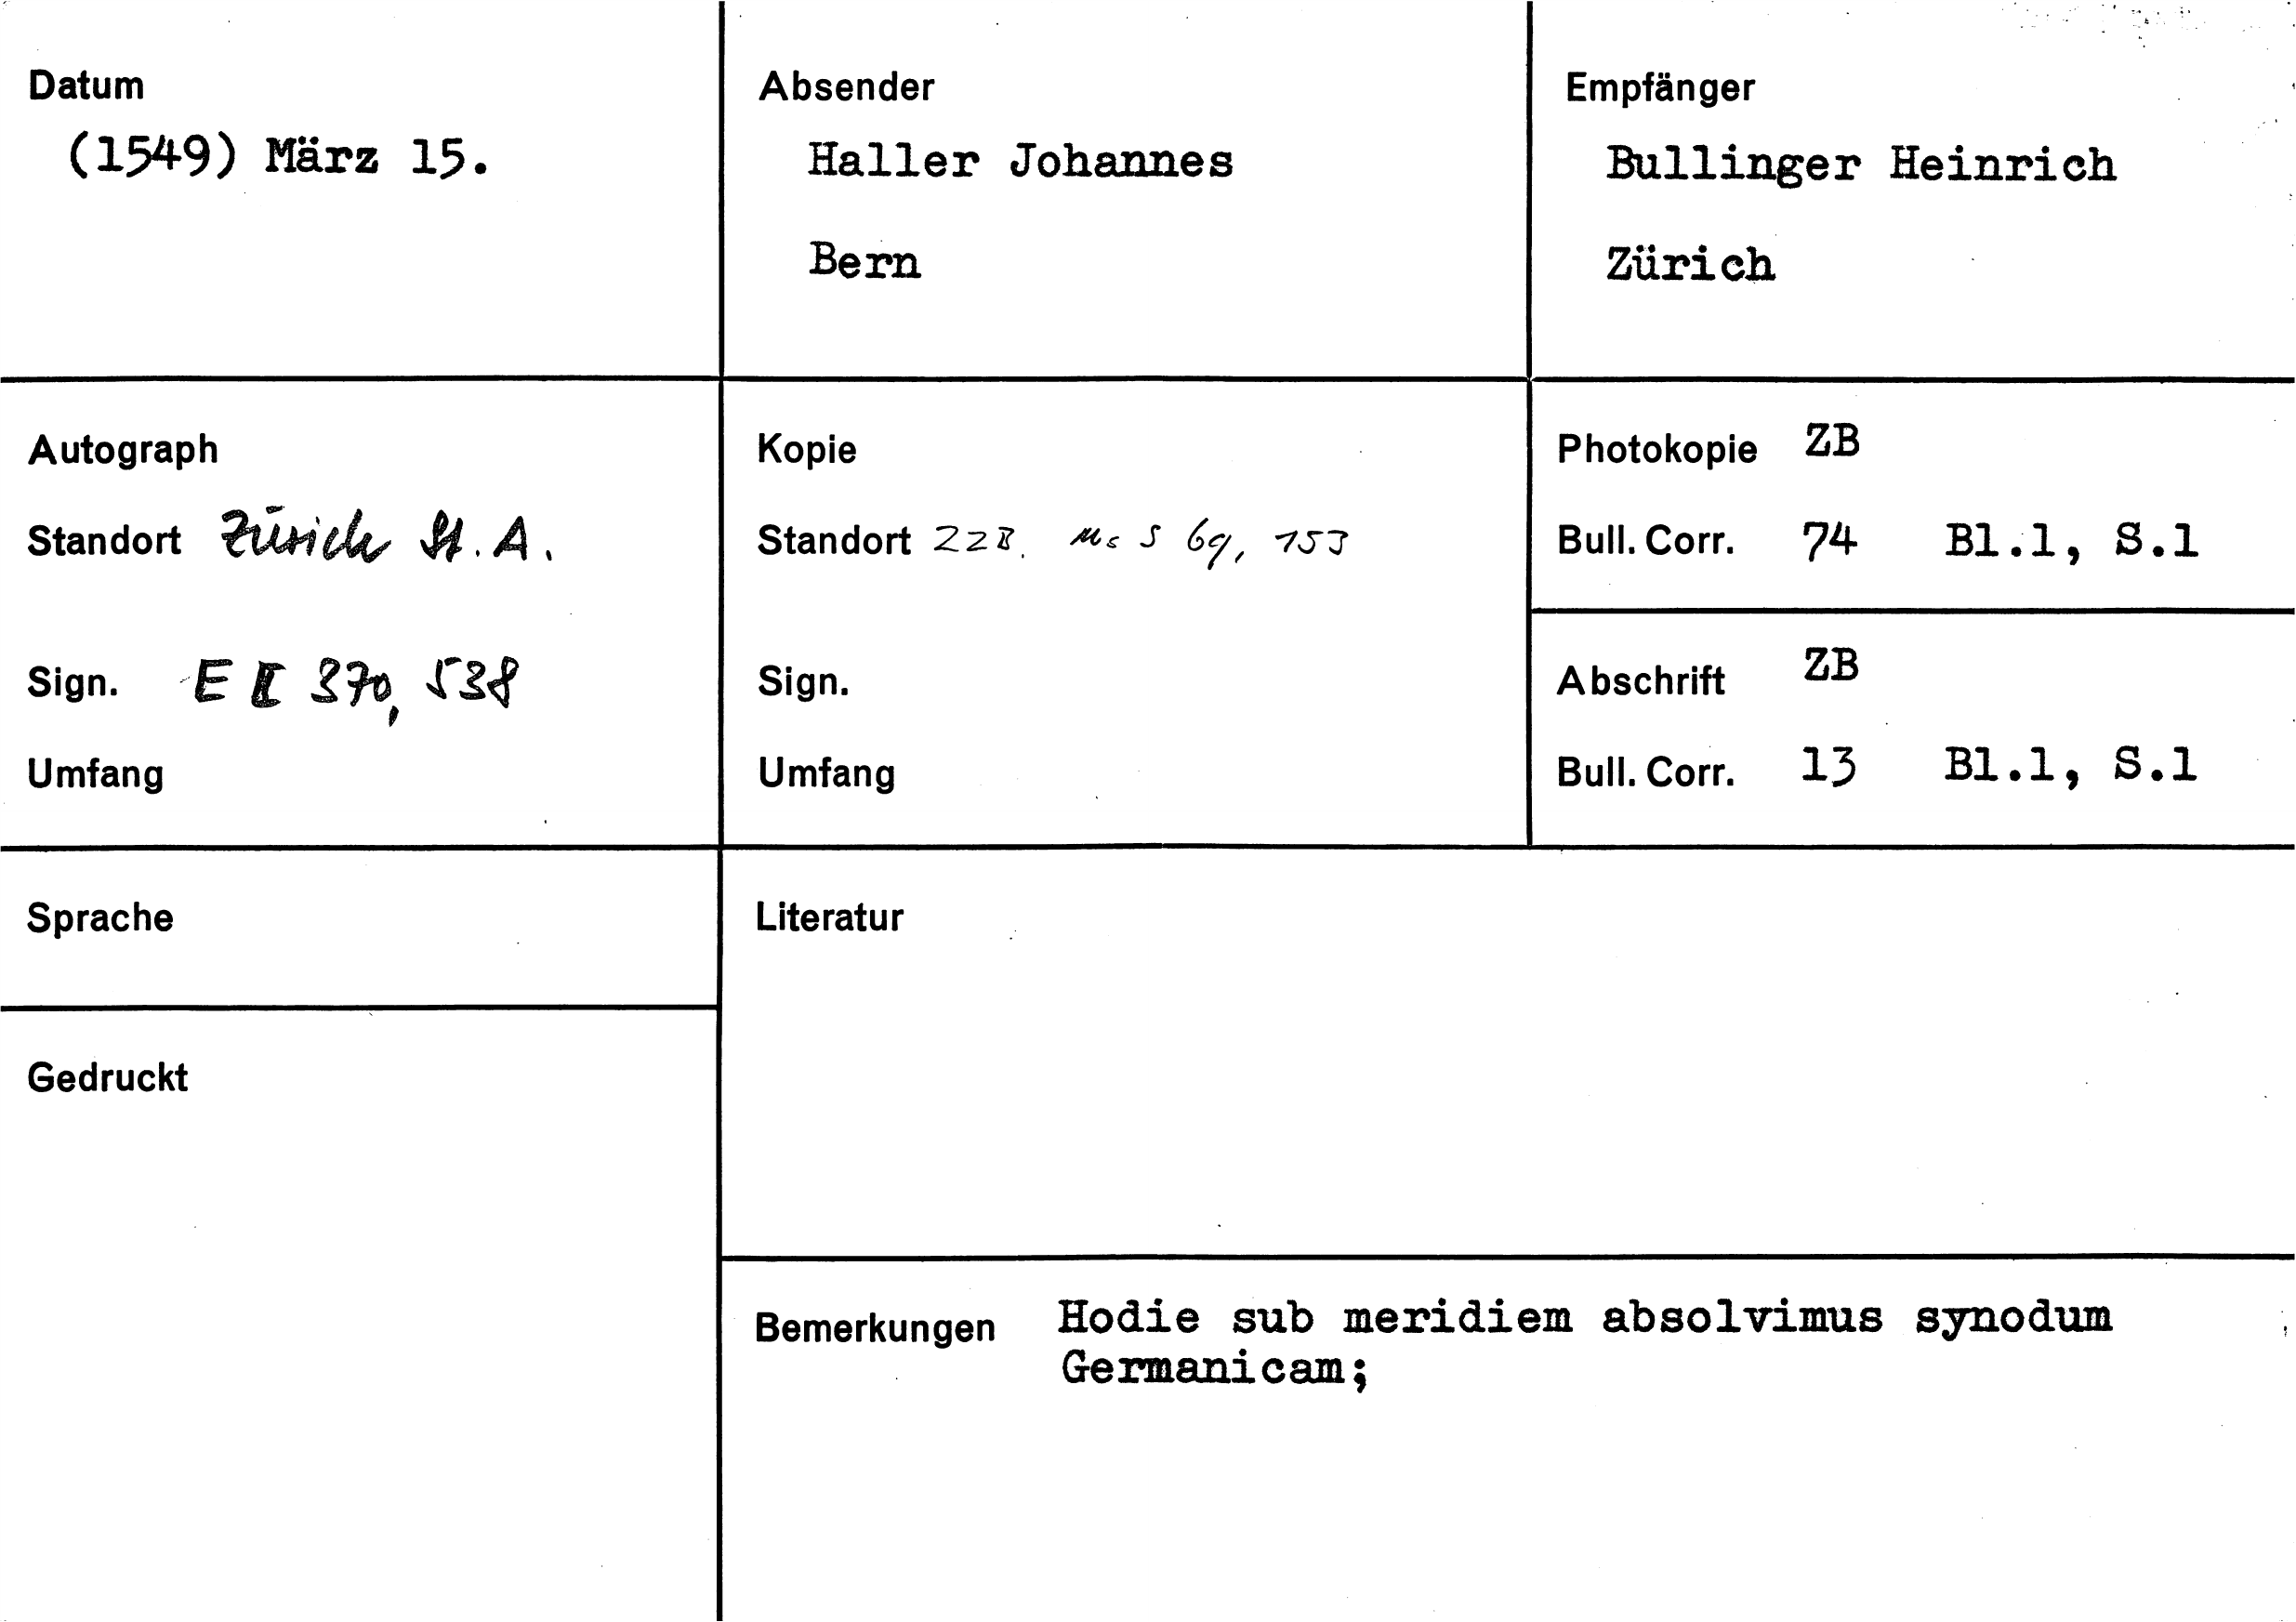 Datum
(1549) März 15.
Absender
Haller Johannes
Bern
Empfänger
Bullinger Heinrich
Zürich
Autograph
Standort Zürich St. A.
Sign. E II 370, 538
Umfang
Kopie
Standort ZZB. Ms S 69, 153
Sign.
Umfang
Photokopie ZB
Bull. Corr. 74 Bl.1, S.1
Abschrift ZB
Bull. Corr. 13 Bl.1, S.1
Sprache
Gedruckt
Literatur
Bemerkungen Hodie sub meridiem absolvimus synodum
Germanicam;